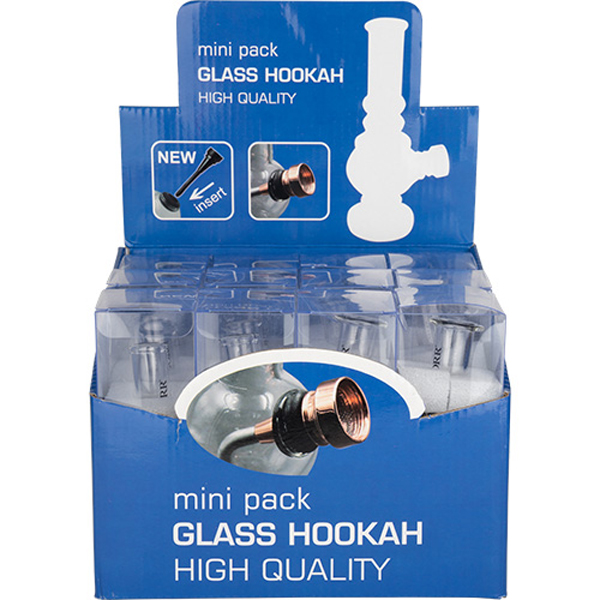 mini pack
GLASS HOOKAH
HIGH QUALITY
NEW
insert
mini pack
GLASS HOOKAH
HIGH QUALITY